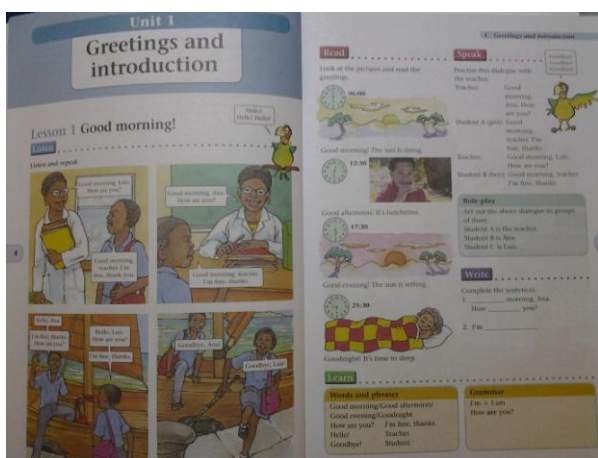 Unit 1
Greetings and
introduction
Lesson 1 Good morning!
Hello!
Hello! Hello!
Listen
Listen and repeat.
Good morning, Luis.
How are you?
Good morning,
teacher. I'm
fine, thank you.
Good morning, Ana.
How are you?
Good morning, teacher.
I'm fine, thanks.
Hello, Ana.
I'm fine, thanks.
How are you?
Hello, Luis.
How are you?
I'm fine, thanks.
Goodbye, Ana!
Goodbye, Luis!
4
1 Greetings and introduction
Read
Look at the pictures and read the
greetings.
06:00
Good morning! The sun is rising.
12:30
Good afternoon! It's lunchtime.
17:30
Good evening! The sun is setting.
21:30
Goodnight! It's time to sleep.
Speak
Goodbye!
Goodbye!
Goodbye!
Practise this dialogue with
the teacher.
Teacher: Good
morning,
Ana. How
are you?
Student A (girl): Good
morning,
teacher. I'm
fine, thanks.
Teacher: Good morning, Luis.
How are you?
Student B (boy): Good morning, teacher.
I'm fine, thanks.
Role-play
Act out the above dialogue in groups
of three.
Student A is the teacher.
Student B is Ana.
Student C is Luis.
Write
Complete the sentences.
1. ________ morning, Ana.
How ________ you?
2. I'm ________
Learn
Words and phrases
Good morning/Good afternoon/
Good evening/Goodnight
How are you? I'm fine, thanks.
Hello! Teacher
Goodbye! Student
Grammar
I'm = I am
How are you?